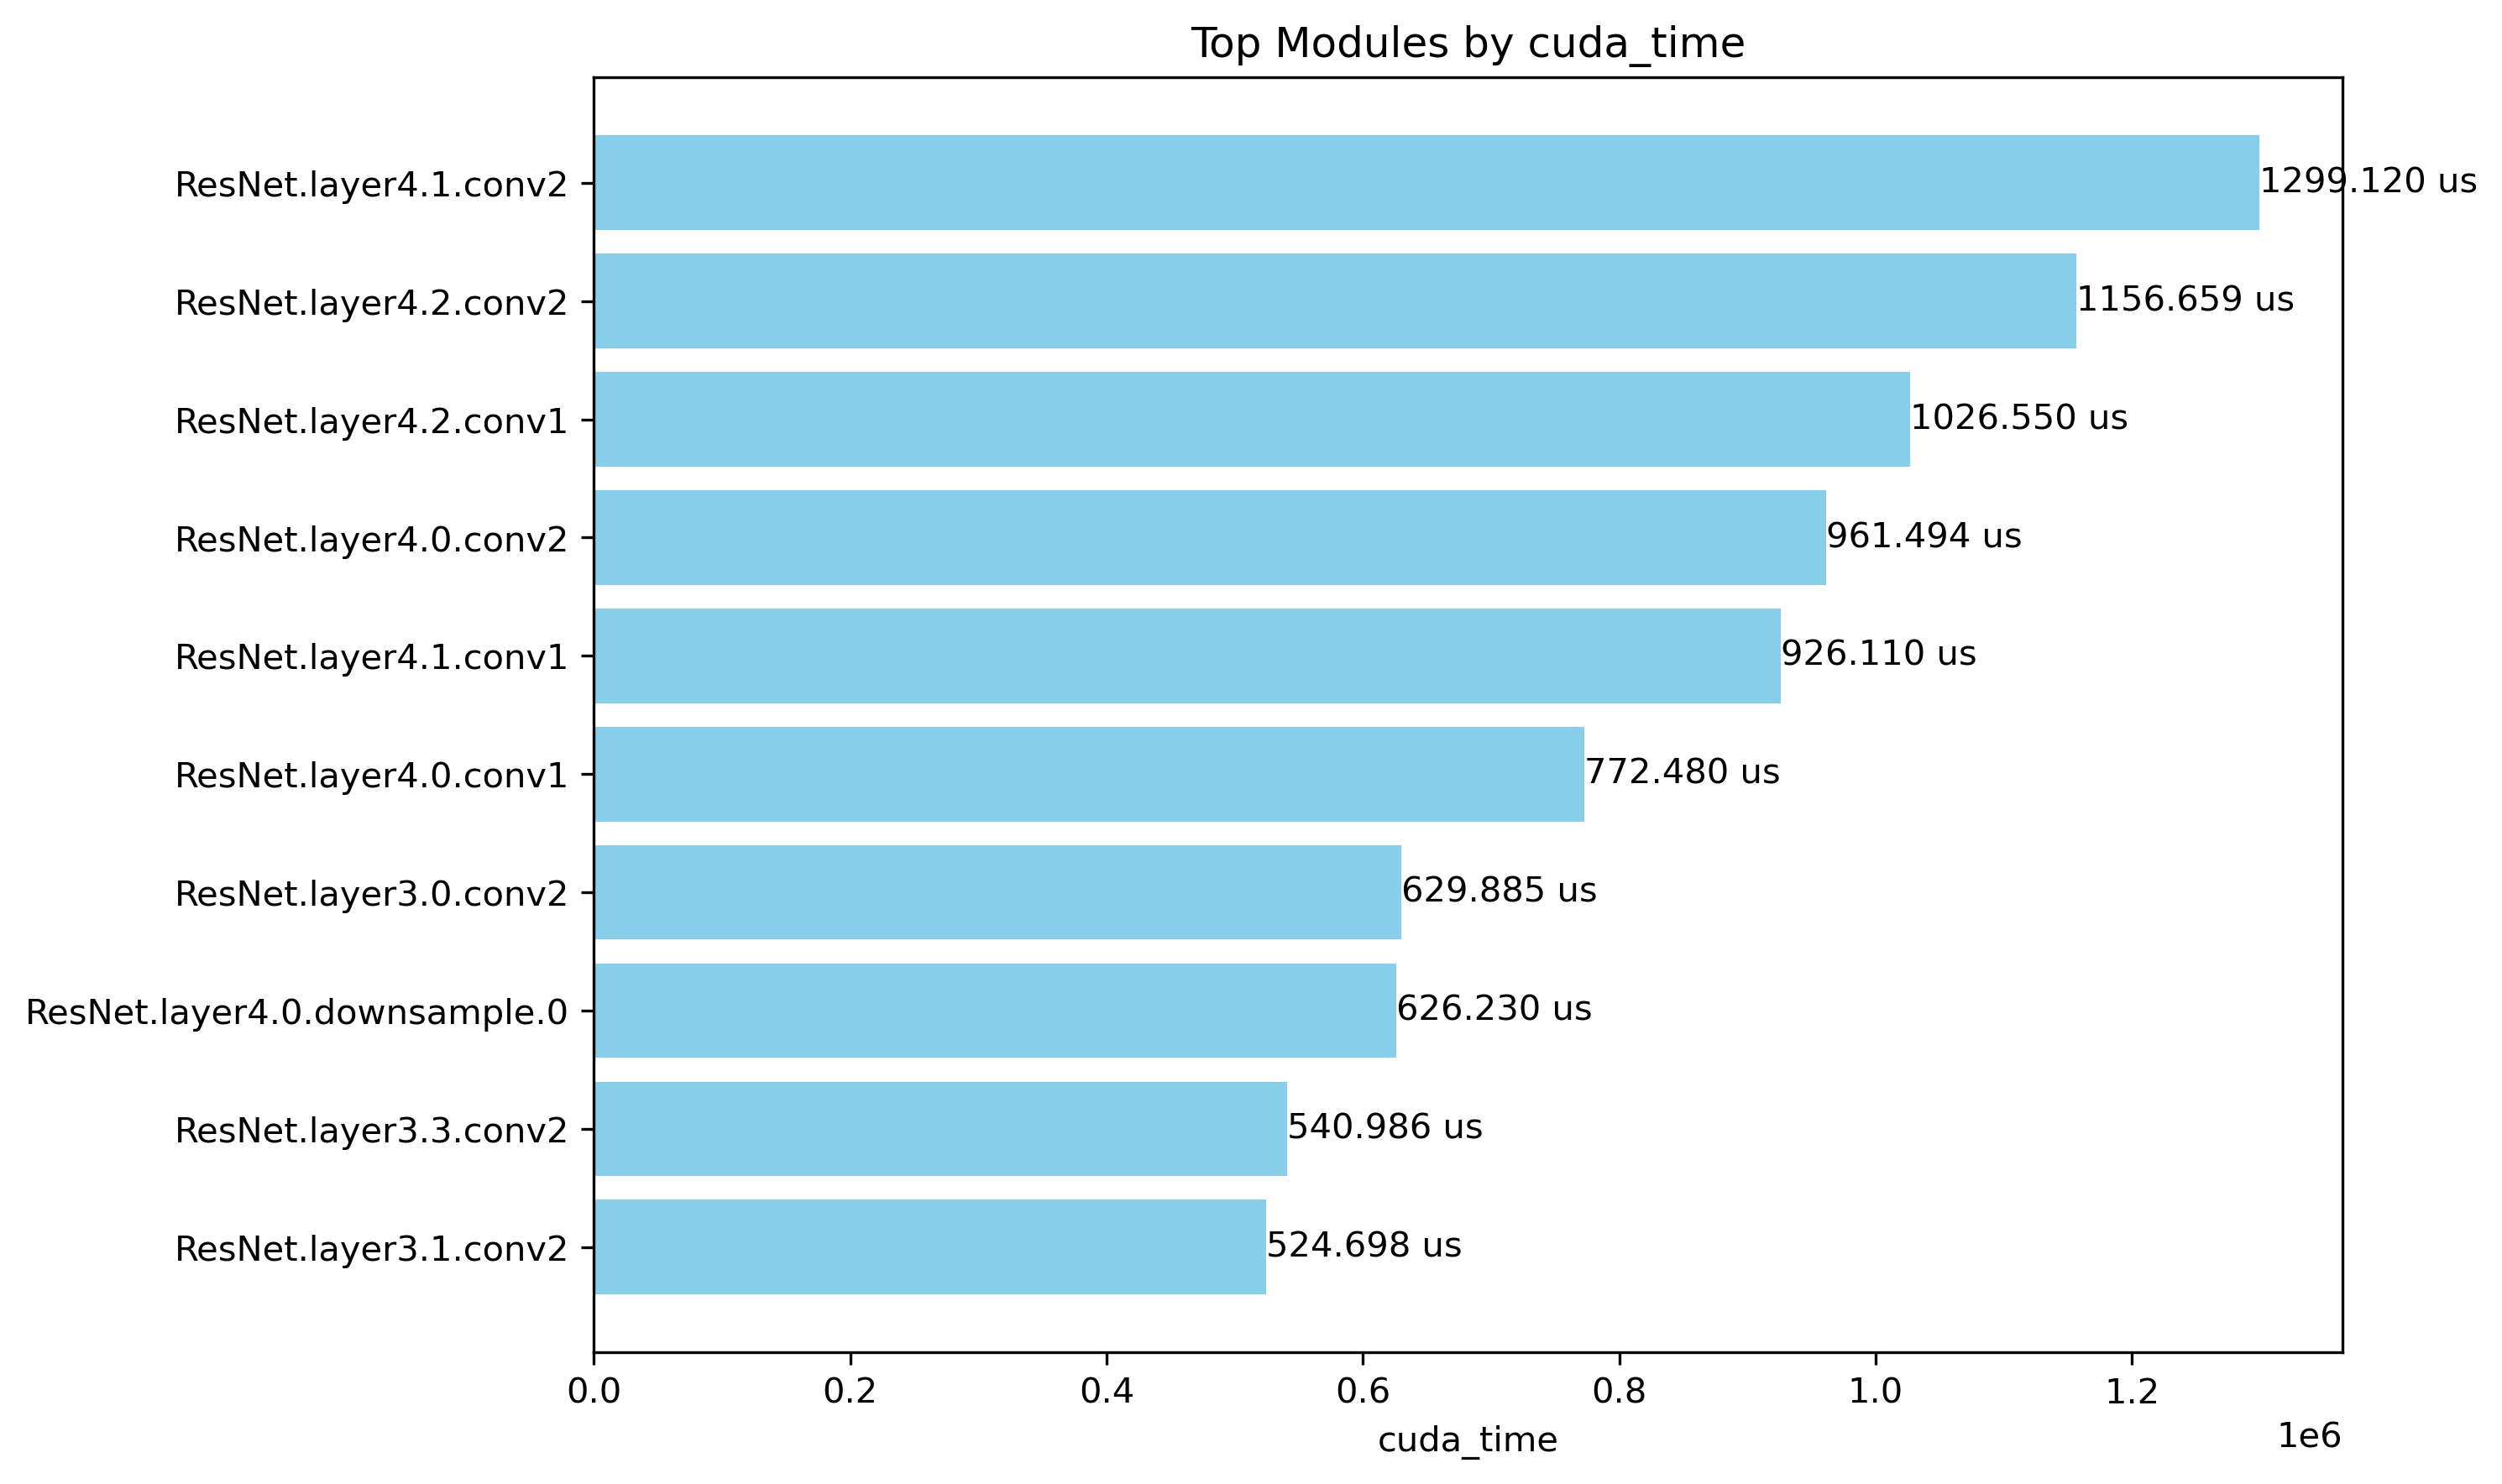 Top Modules by cuda_time
ResNet.layer4.1.conv2 1299.120 us
ResNet.layer4.2.conv2 1156.659 us
ResNet.layer4.2.conv1 1026.550 us
ResNet.layer4.0.conv2 961.494 us
ResNet.layer4.1.conv1 926.110 us
ResNet.layer4.0.conv1 772.480 us
ResNet.layer3.0.conv2 629.885 us
ResNet.layer4.0.downsample.0 626.230 us
ResNet.layer3.3.conv2 540.986 us
ResNet.layer3.1.conv2 524.698 us
0.0 0.2 0.4 0.6 0.8 1.0 1.2
1e6
cuda_time